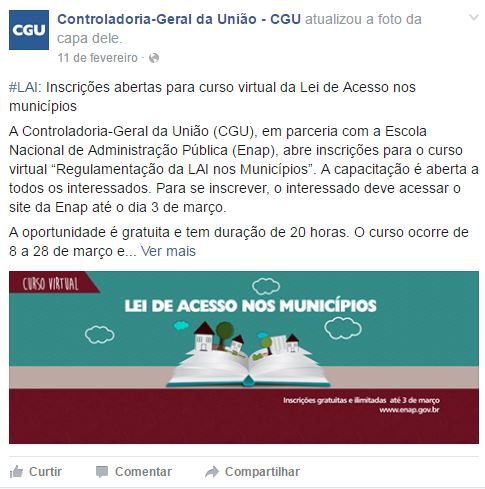 CGU
Controladoria-Geral da União - CGU atualizou a foto da
capa dele.
11 de fevereiro ·
#LAI: Inscrições abertas para curso virtual da Lei de Acesso nos
municípios
A Controladoria-Geral da União (CGU), em parceria com a Escola
Nacional de Administração Pública (Enap), abre inscrições para o curso
virtual “Regulamentação da LAI nos Municípios”. A capacitação é aberta a
todos os interessados. Para se inscrever, o interessado deve acessar o
site da Enap até o dia 3 de março.
A oportunidade é gratuita e tem duração de 20 horas. O curso ocorre de
8 a 28 de março e... Ver mais
CURSO VIRTUAL
LEI DE ACESSO NOS MUNICÍPIOS
Inscrições gratuitas e ilimitadas até 3 de março
www.enap.gov.br
Curtir Comentar Compartilhar